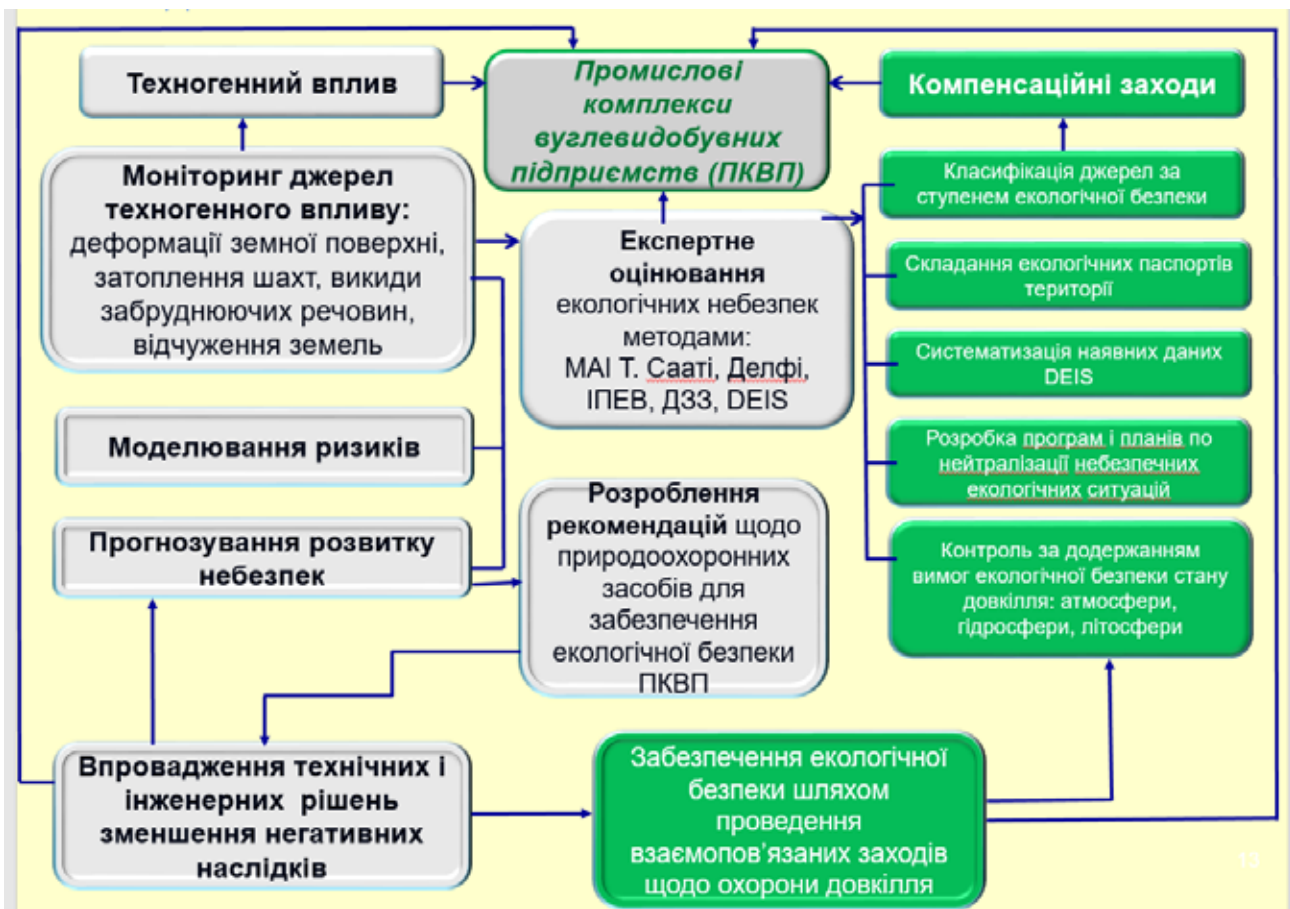 Техногенний вплив
Промислові
комплекси
вуглевидобувних
підприємств (ПКВП)
Компенсаційні заходи
Моніторинг джерел
техногенного впливу:
деформації земної поверхні,
затоплення шахт, викиди
забруднюючих речовин,
відчуження земель
Експертне
оцінювання
екологічних небезпек
методами:
МАІ Т. Сааті, Делфі,
ІПЕВ, ДЗЗ, DEIS
Класифікація джерел за
ступенем екологічної безпеки
Складання екологічних паспортів
території
Систематизація наявних даних
DEIS
Розробка програм і планів по
нейтралізації небезпечних
екологічних ситуацій
Контроль за додержанням
вимог екологічної безпеки стану
довкілля: атмосфери,
гідросфери, літосфери
Моделювання ризиків
Прогнозування розвитку
небезпек
Розроблення
рекомендацій щодо
природоохоронних
засобів для
забезпечення
екологічної безпеки
ПКВП
Впровадження технічних і
інженерних рішень
зменшення негативних
наслідків
Забезпечення екологічної
безпеки шляхом
проведення
взаємопов’язаних заходів
щодо охорони довкілля
13